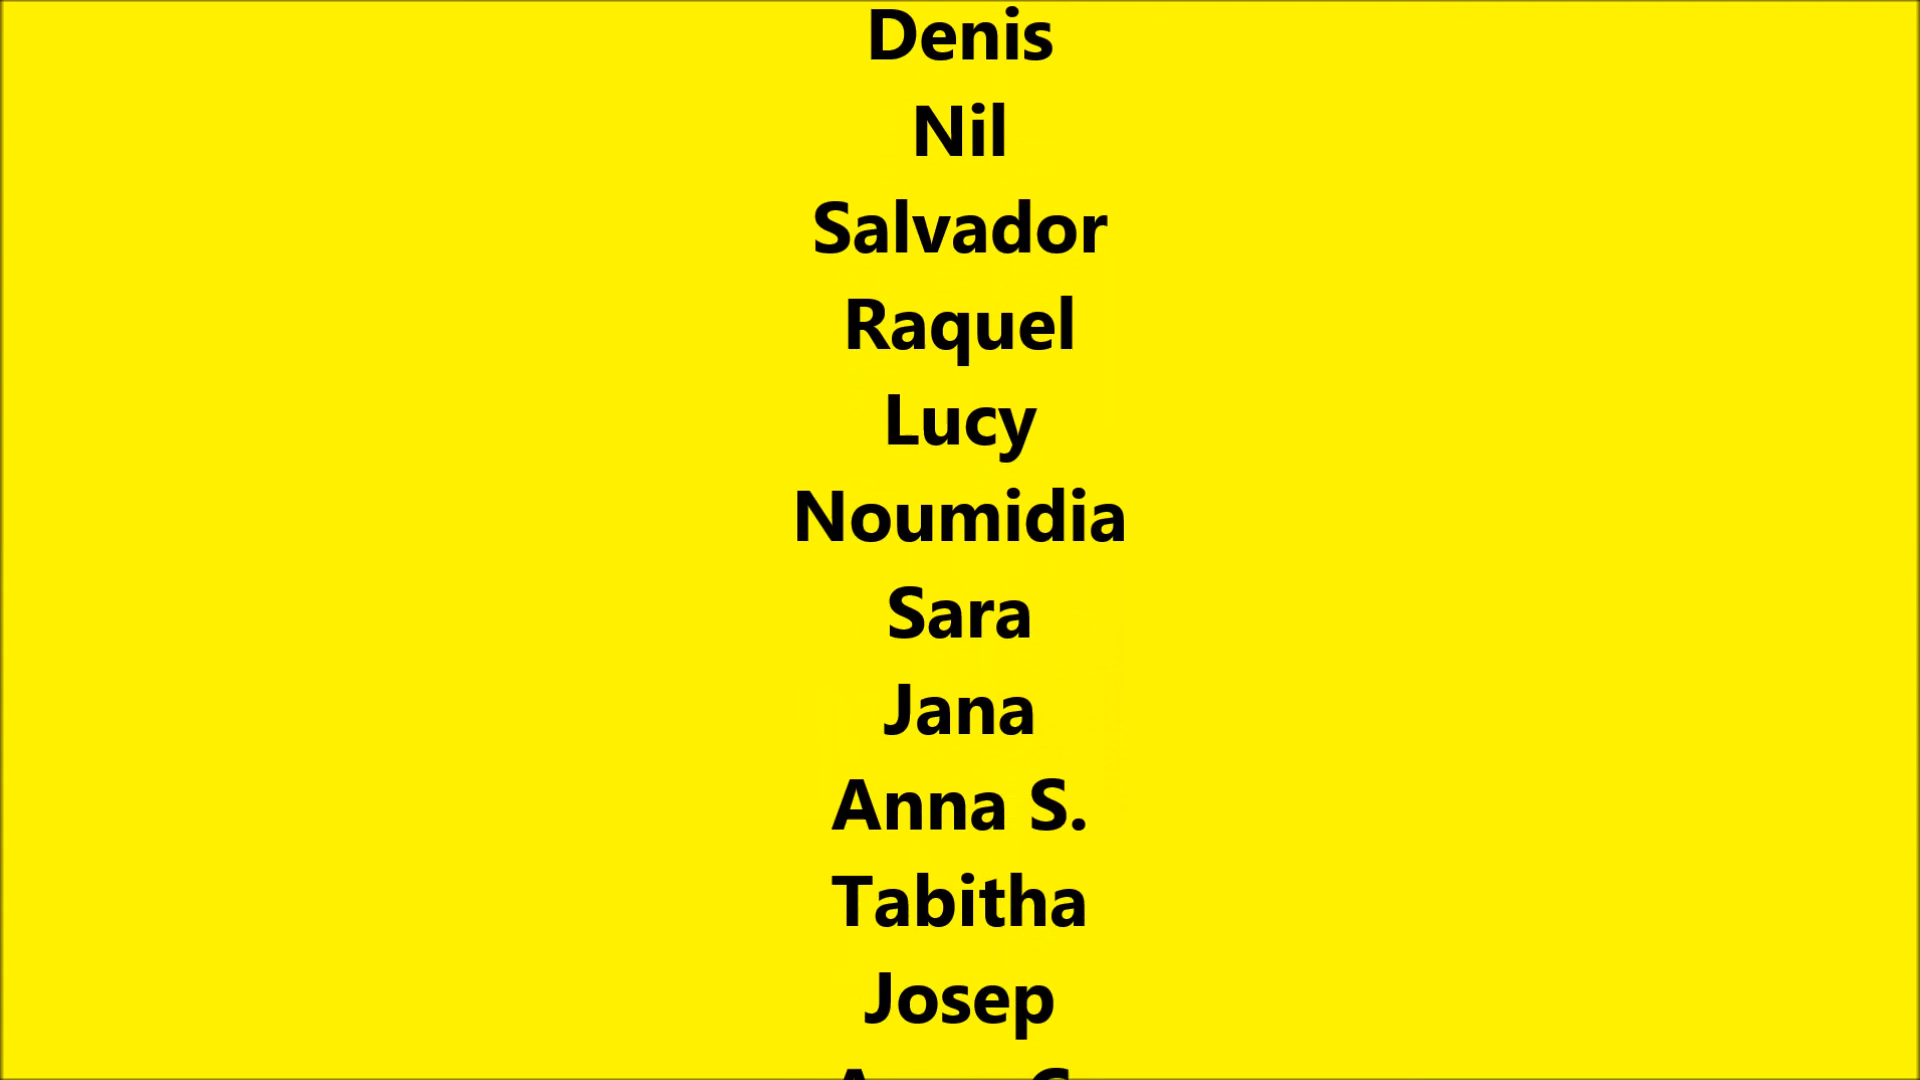 Denis
Nil
Salvador
Raquel
Lucy
Noumidia
Sara
Jana
Anna S.
Tabitha
Josep